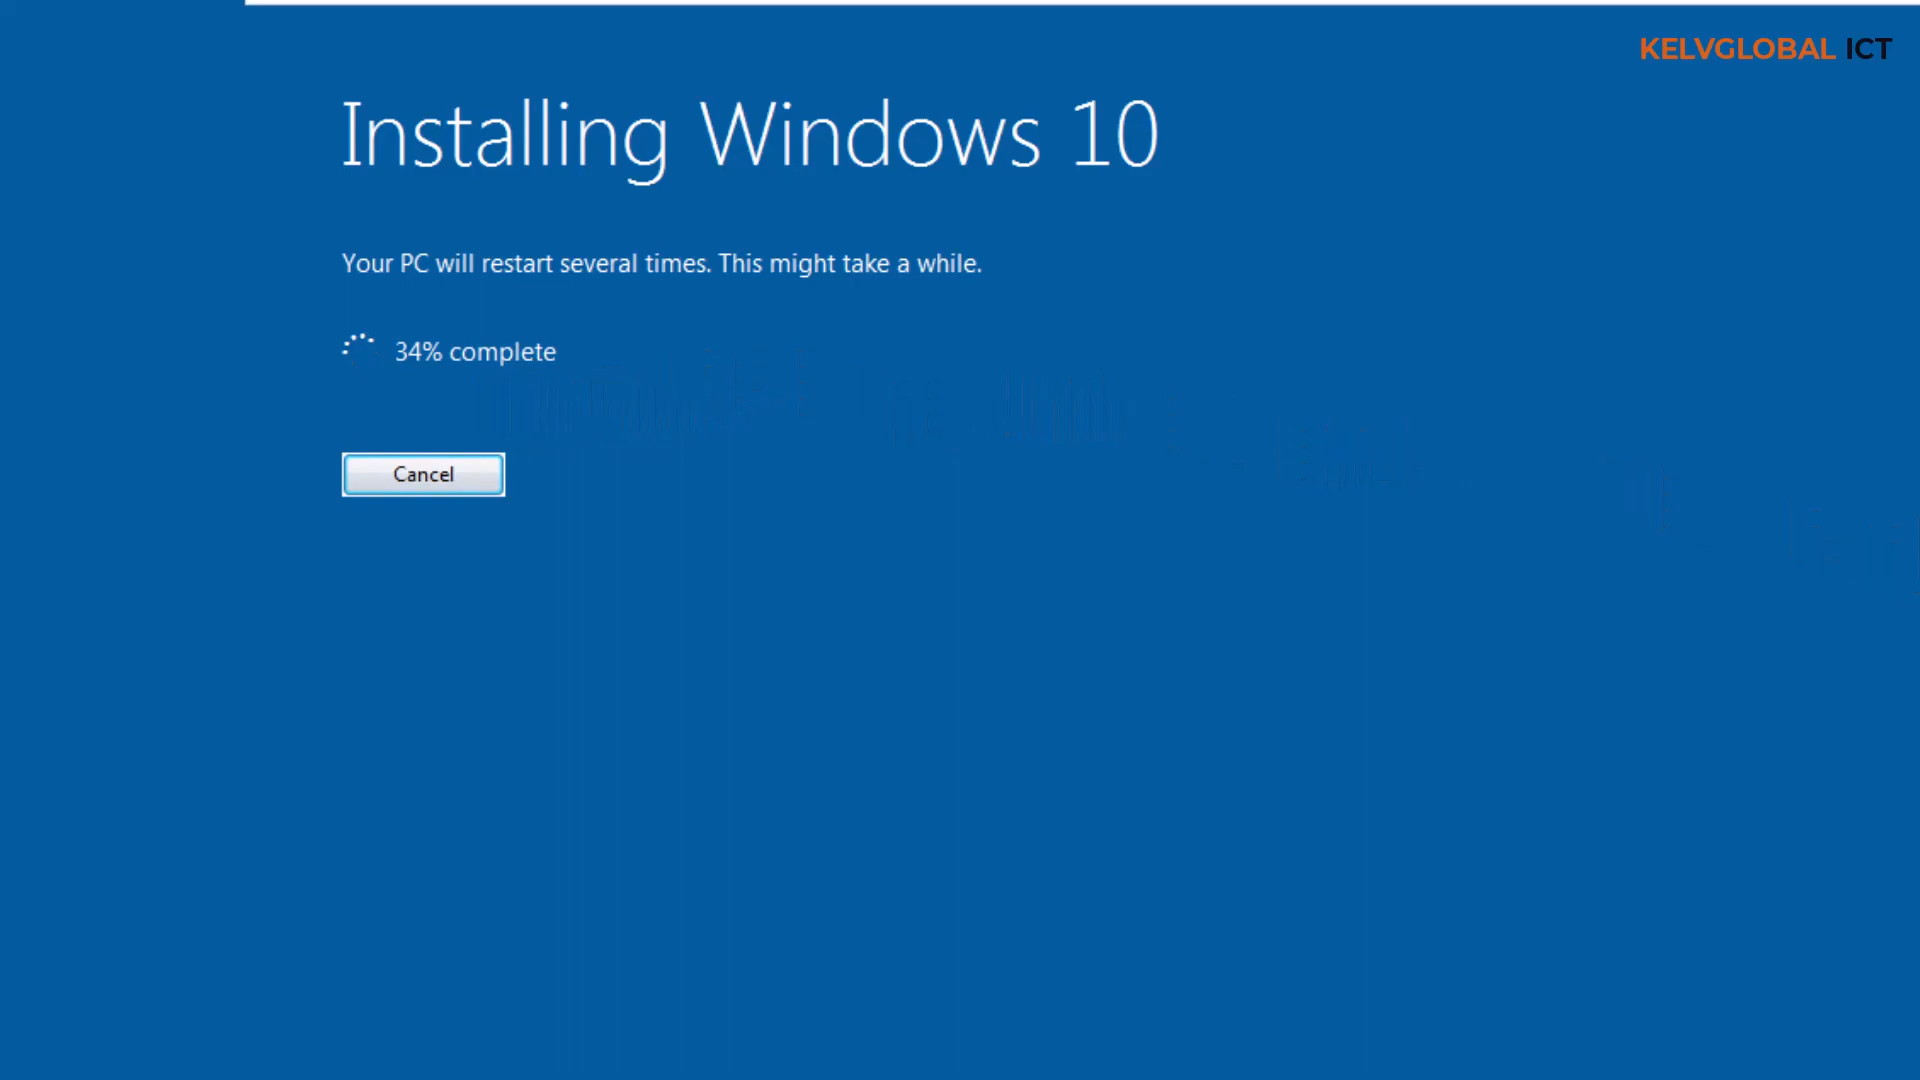 KELVGLOBAL ICT
Installing Windows 10
Your PC will restart several times. This might take a while.
34% complete
Cancel